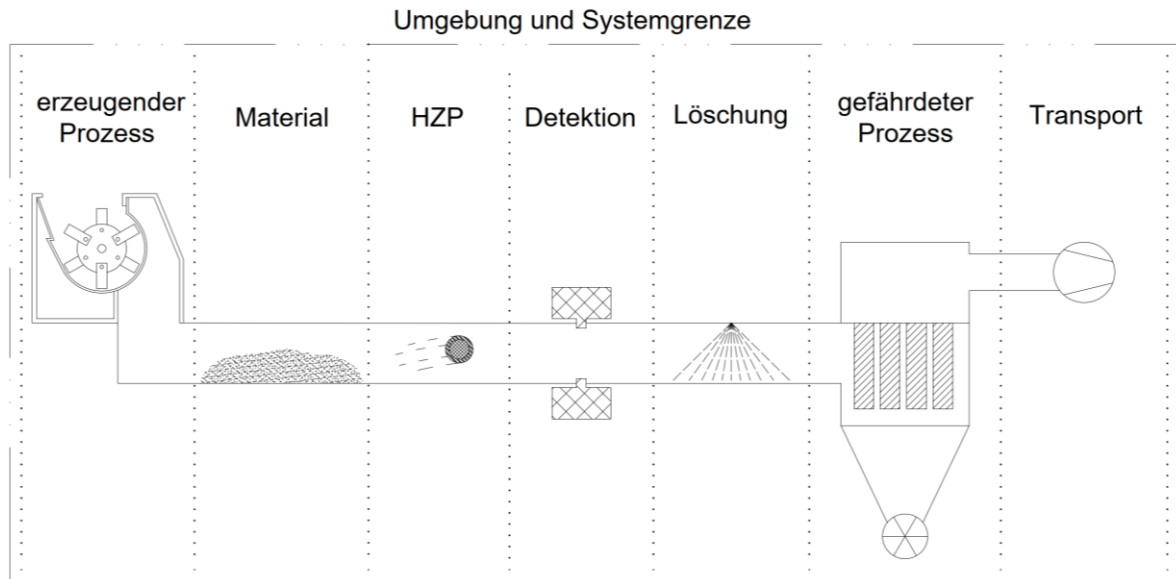 Umgebung und Systemgrenze
erzeugender
Prozess
Material
HZP
Detektion
Löschung
gefährdeter
Prozess
Transport